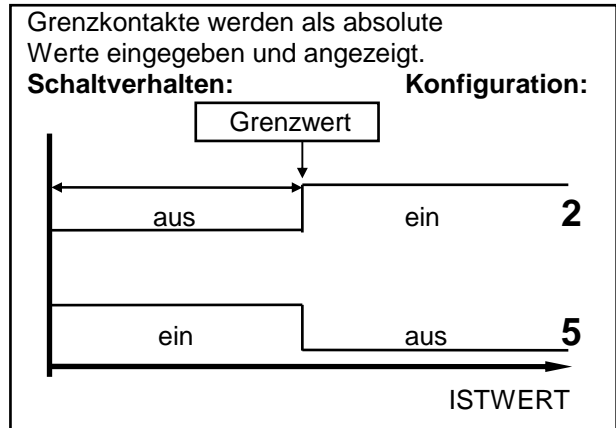 Grenzkontakte werden als absolute
Werte eingegeben und angezeigt.
Schaltverhalten: Konfiguration:
Grenzwert
aus ein 2
ein aus 5
ISTWERT